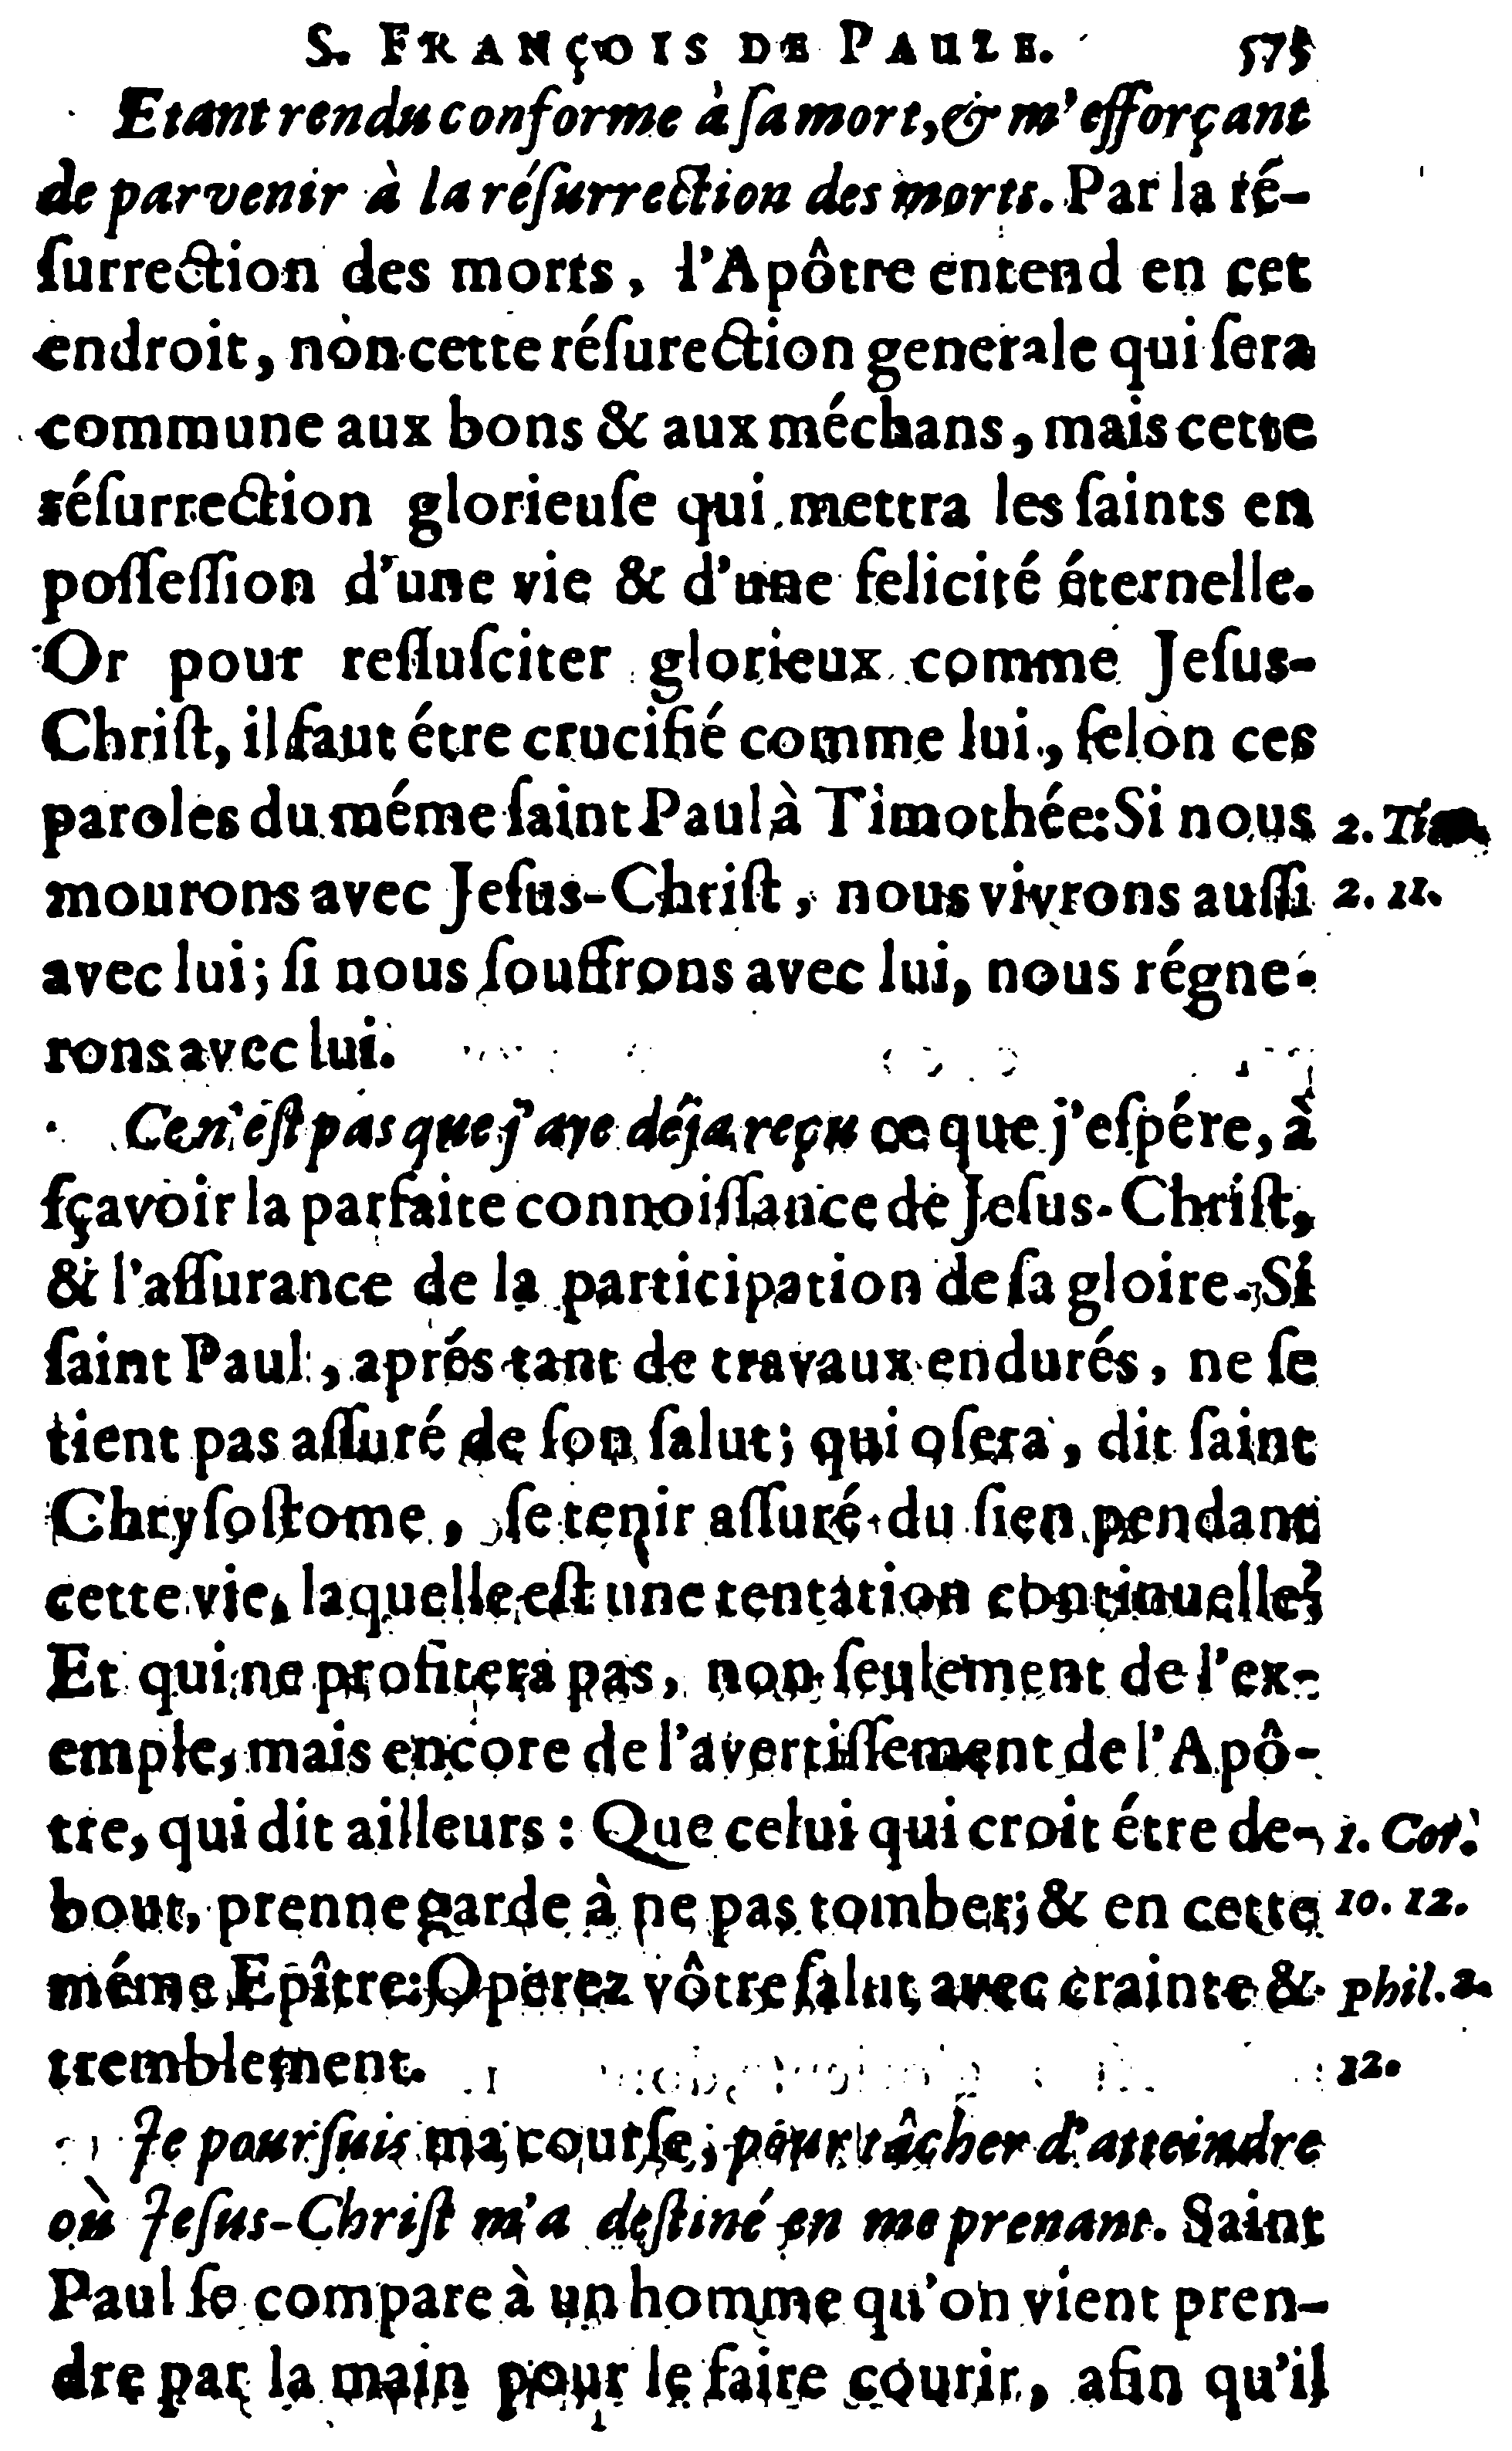 S. FRANÇOIS DE PAULE. 575
Etant rendu conforme à ſa mort, & m'efforçant
de parvenir à la réſurrection des morts. Par la ré-
ſurrection des morts, l'Apôtre entend en cet
endroit, non cette réſurection generale qui ſera
commune aux bons & aux méchans, mais cette
réſurrection glorieuſe qui mettra les ſaints en
poſſeſſion d'une vie & d'une felicité éternelle.
Or pour reſſuſciter glorieux comme Jeſus-
Chriſt, il faut étre crucifié comme lui, ſelon ces
paroles du méme ſaint Paul à Timothée: Si nous 2. Tim.
mourons avec Jeſus-Chriſt, nous vivrons auſſi 2. 11.
avec lui; ſi nous ſouffrons avec lui, nous régne-
rons avec lui.
Ce n'eſt pas que j'aye déja reçu ce que j'eſpére, à
ſçavoir la parfaite connoiſſance de Jeſus-Chriſt,
& l'aſſurance de la participation de ſa gloire. Si
ſaint Paul, aprés tant de travaux endurés, ne ſe
tient pas aſſuré de ſon ſalut; qui oſera, dit ſaint
Chryſoſtome, ſe tenir aſſuré du ſien pendant
cette vie, laquelle eſt une tentation continuelle?
Et qui ne profitera pas, non ſeulement de l'ex-
emple, mais encore de l'avertiſſement de l'Apô-
tre, qui dit ailleurs: Que celui qui croit étre de- 1. Cor.
bout, prenne garde à ne pas tomber; & en cette 10. 12.
méme Epître: Operez vôtre ſalut avec crainte & Phil. 2.
tremblement. 12.
Je pourſuis ma courſe, pour tâcher d'atteindre
où Jeſus-Chriſt m'a deſtiné en me prenant. Saint
Paul ſe compare à un homme qu'on vient pren-
dre par la main pour le faire courir, afin qu'il